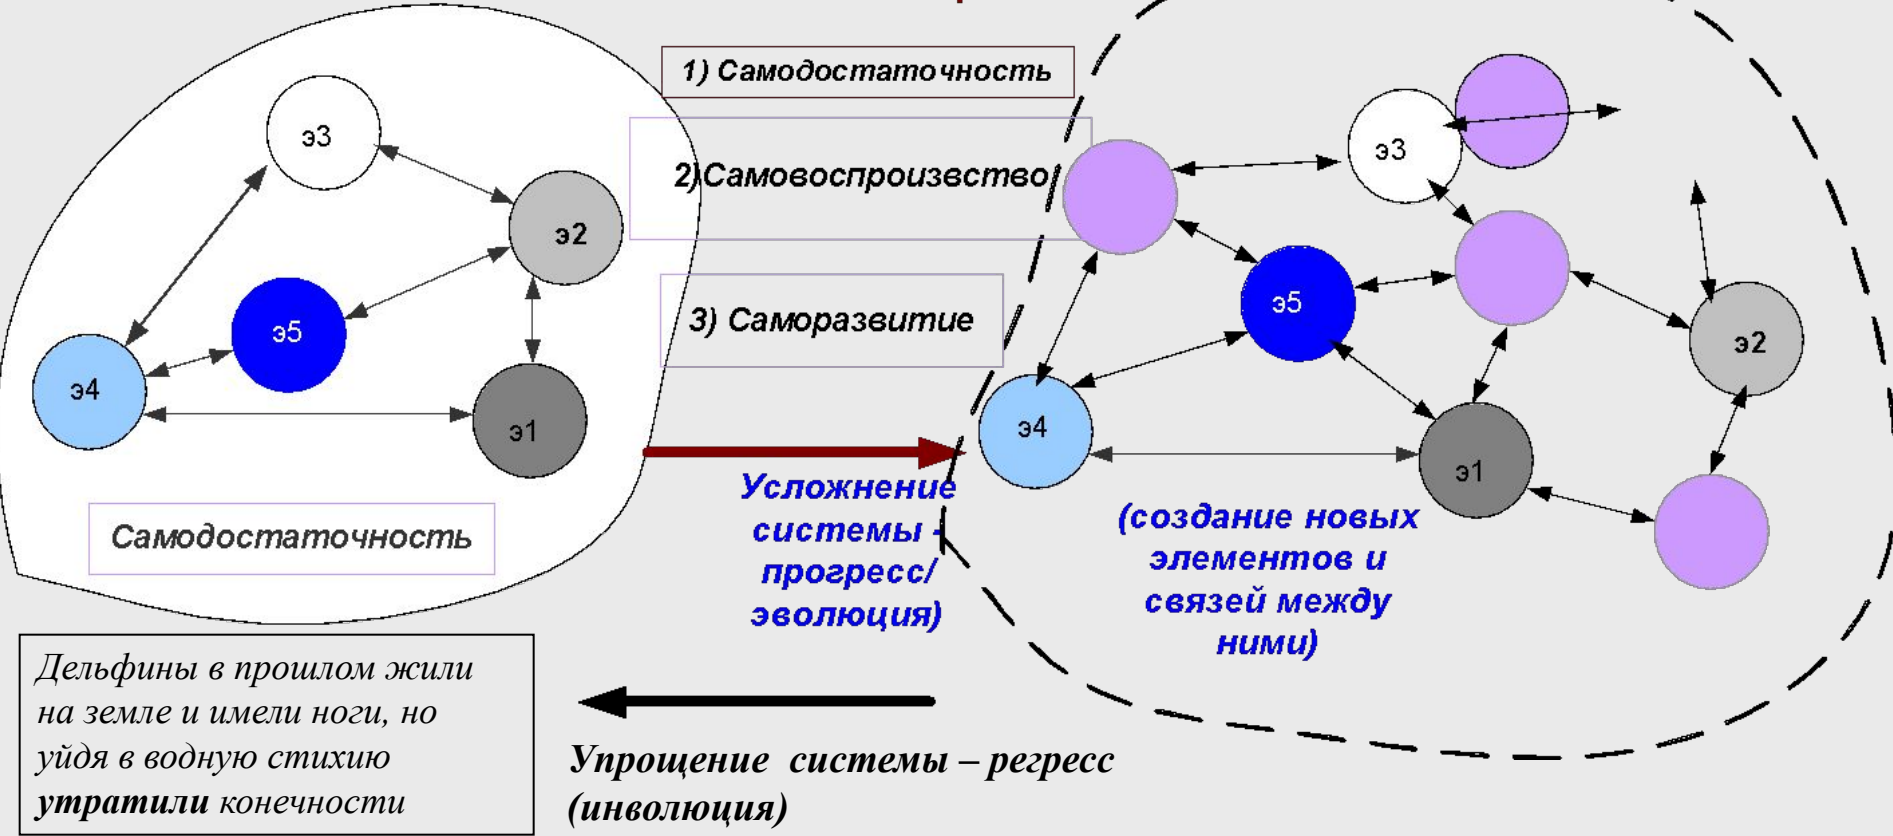 1) Самодостаточность
2)Самовоспроизвство
3) Саморазвитие
э3
э2
э5
э4
э1
Самодостаточность
э3
э5
э2
э4
э1
Усложнение
системы -
прогресс/
эволюция)
(создание новых
элементов и
связей между
ними)
Дельфины в прошлом жили
на земле и имели ноги, но
уйдя в водную стихию
утратили конечности
Упрощение системы – регресс
(инволюция)